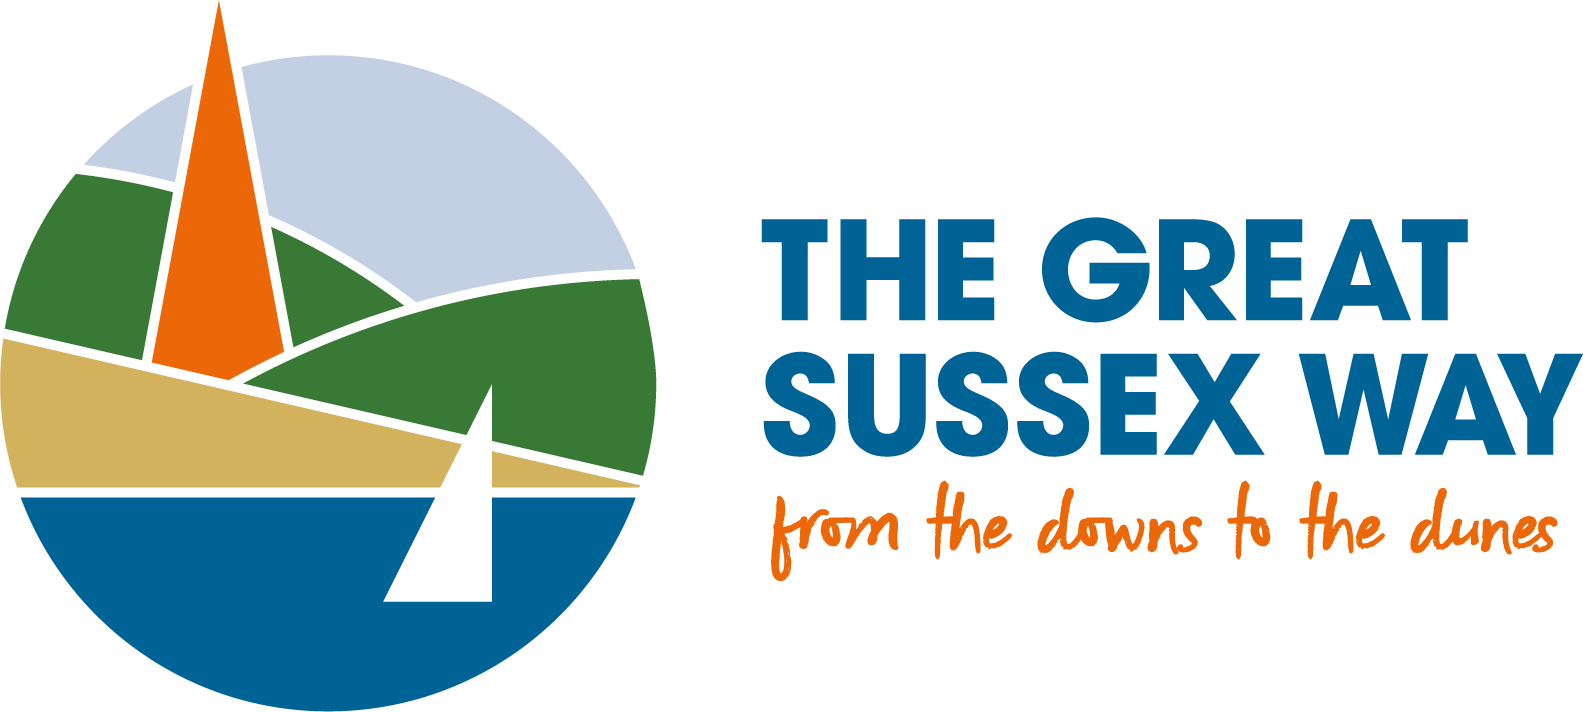 THE GREAT
SUSSEX WAY
from the downs to the dunes